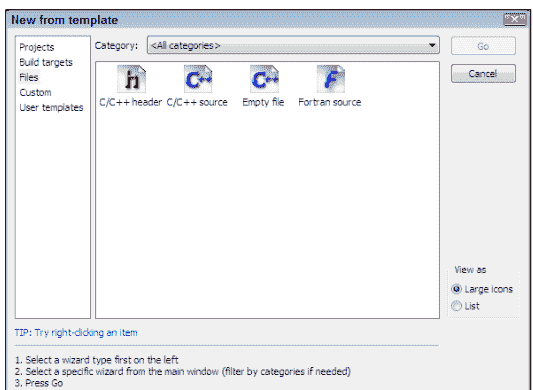 New from template
Projects
Build targets
Files
Custom
User templates
Category: <All categories>
C/C++ header C/C++ source Empty file Fortran source
Go
Cancel
View as
Large icons
List
TIP: Try right-clicking an item
1. Select a wizard type first on the left
2. Select a specific wizard from the main window (filter by categories if needed)
3. Press Go